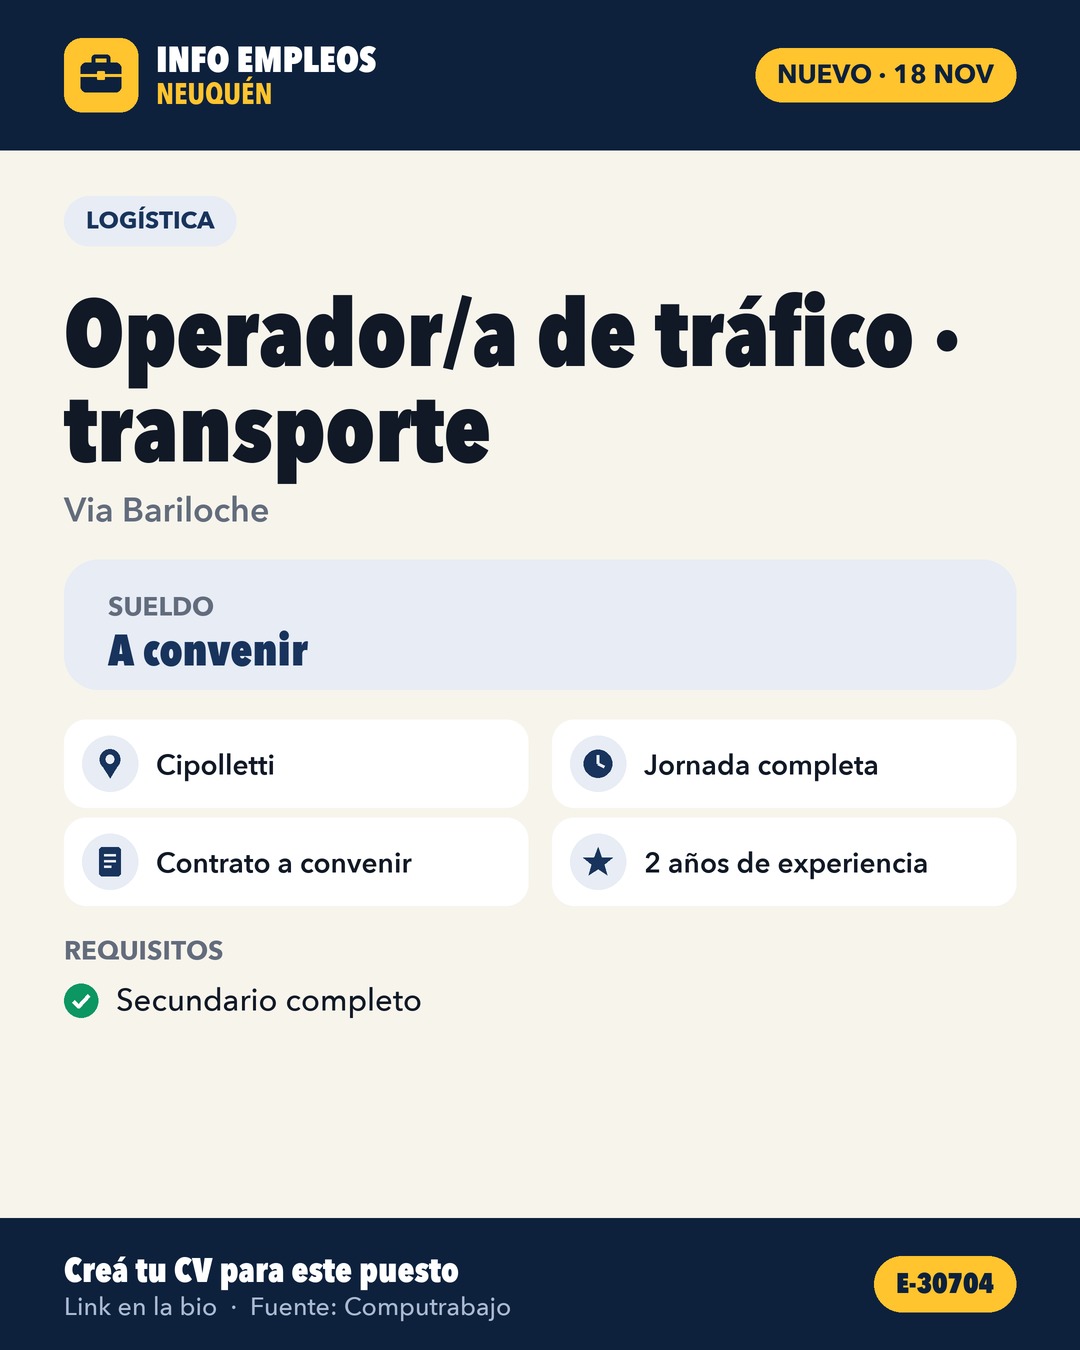 INFO EMPLEOS
NEUQUÉN
NUEVO · 18 NOV
LOGÍSTICA
Operador/a de tráfico ·
transporte
Via Bariloche
SUELDO
A convenir
Cipolletti
Jornada completa
Contrato a convenir
2 años de experiencia
REQUISITOS
Secundario completo
Creá tu CV para este puesto
Link en la bio · Fuente: Computrabajo
E-30704